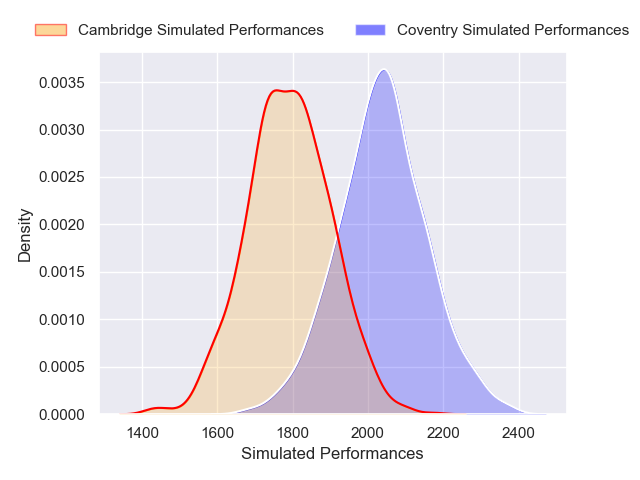 Cambridge Simulated Performances Coventry Simulated Performances
0.0035
0.0030
0.0025
0.0020
0.0015
0.0010
0.0005
0.0000
Density
1400 1600 1800 2000 2200 2400
Simulated Performances